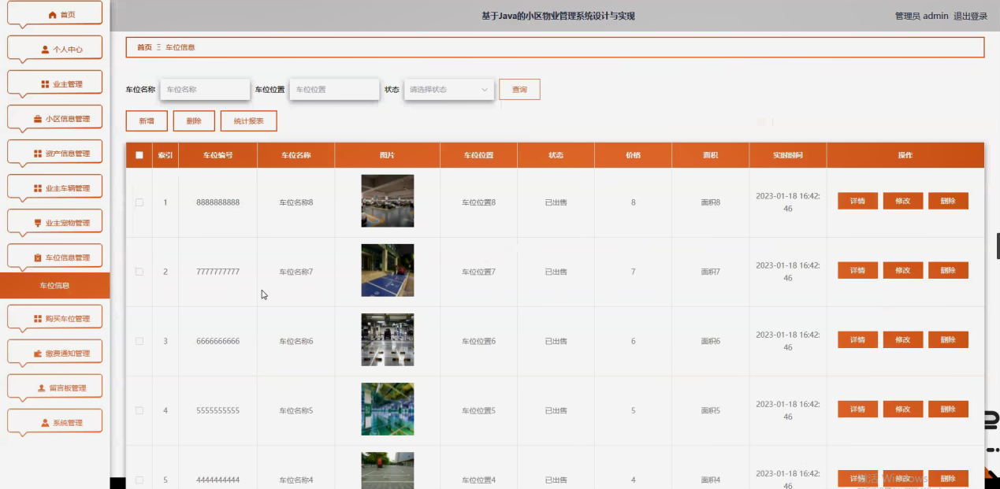 首页
个人中心
业主管理
小区信息管理
资产信息管理
业主车辆管理
业主宠物管理
车位信息管理
车位信息
购买车位管理
缴费通知管理
留言板管理
系统管理
基于Java的小区物业管理系统设计与实现
管理员 admin 退出登录
首页 Ξ 车位信息
车位名称 车位名称 车位位置 车位位置 状态 请选择状态 查询
新增 删除 统计报表
索引 车位编号 车位名称 图片 车位位置 状态 价格 面积 实时时间 操作
1 8888888888 车位名称8 车位位置8 已出售 8 面积8 2023-01-18 16:42:
46 详情 修改 删除
2 7777777777 车位名称7 车位位置7 已出售 7 面积7 2023-01-18 16:42:
46 详情 修改 删除
3 6666666666 车位名称6 车位位置6 已出售 6 面积6 2023-01-18 16:42:
46 详情 修改 删除
4 5555555555 车位名称5 车位位置5 已出售 5 面积5 2023-01-18 16:42:
46 详情 修改 删除
5 4444444444 车位名称4 车位位置4 已出售 4 面积4 2023-01-18 16:42:
46 详情 修改 删除
激活 Windows